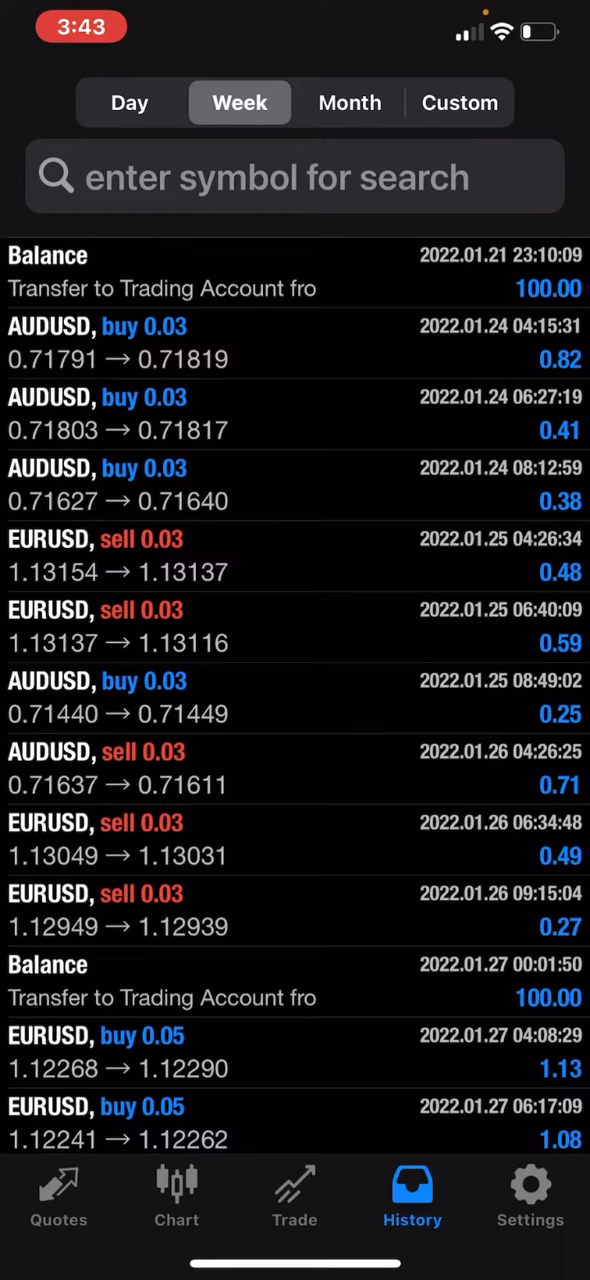 3:43
Day Week Month Custom
enter symbol for search
Balance 2022.01.21 23:10:09
Transfer to Trading Account fro 100.00
AUDUSD, buy 0.03 2022.01.24 04:15:31
0.71791 → 0.71819 0.82
AUDUSD, buy 0.03 2022.01.24 06:27:19
0.71803 → 0.71817 0.41
AUDUSD, buy 0.03 2022.01.24 08:12:59
0.71627 → 0.71640 0.38
EURUSD, sell 0.03 2022.01.25 04:26:34
1.13154 → 1.13137 0.48
EURUSD, sell 0.03 2022.01.25 06:40:09
1.13137 → 1.13116 0.59
AUDUSD, buy 0.03 2022.01.25 08:49:02
0.71440 → 0.71449 0.25
AUDUSD, sell 0.03 2022.01.26 04:26:25
0.71637 → 0.71611 0.71
EURUSD, sell 0.03 2022.01.26 06:34:48
1.13049 → 1.13031 0.49
EURUSD, sell 0.03 2022.01.26 09:15:04
1.12949 → 1.12939 0.27
Balance 2022.01.27 00:01:50
Transfer to Trading Account fro 100.00
EURUSD, buy 0.05 2022.01.27 04:08:29
1.12268 → 1.12290 1.13
EURUSD, buy 0.05 2022.01.27 06:17:09
1.12241 → 1.12262 1.08
Quotes Chart Trade History Settings